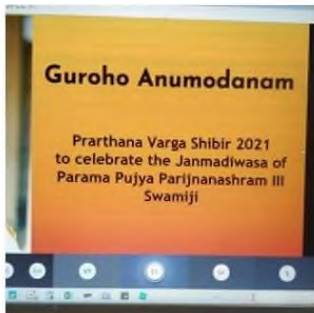 Guroho Anumodanam
Prarthana Varga Shibir 2021
to celebrate the Janmadiwasa of
Parama Pujya Parijnanashram III
Swamiji